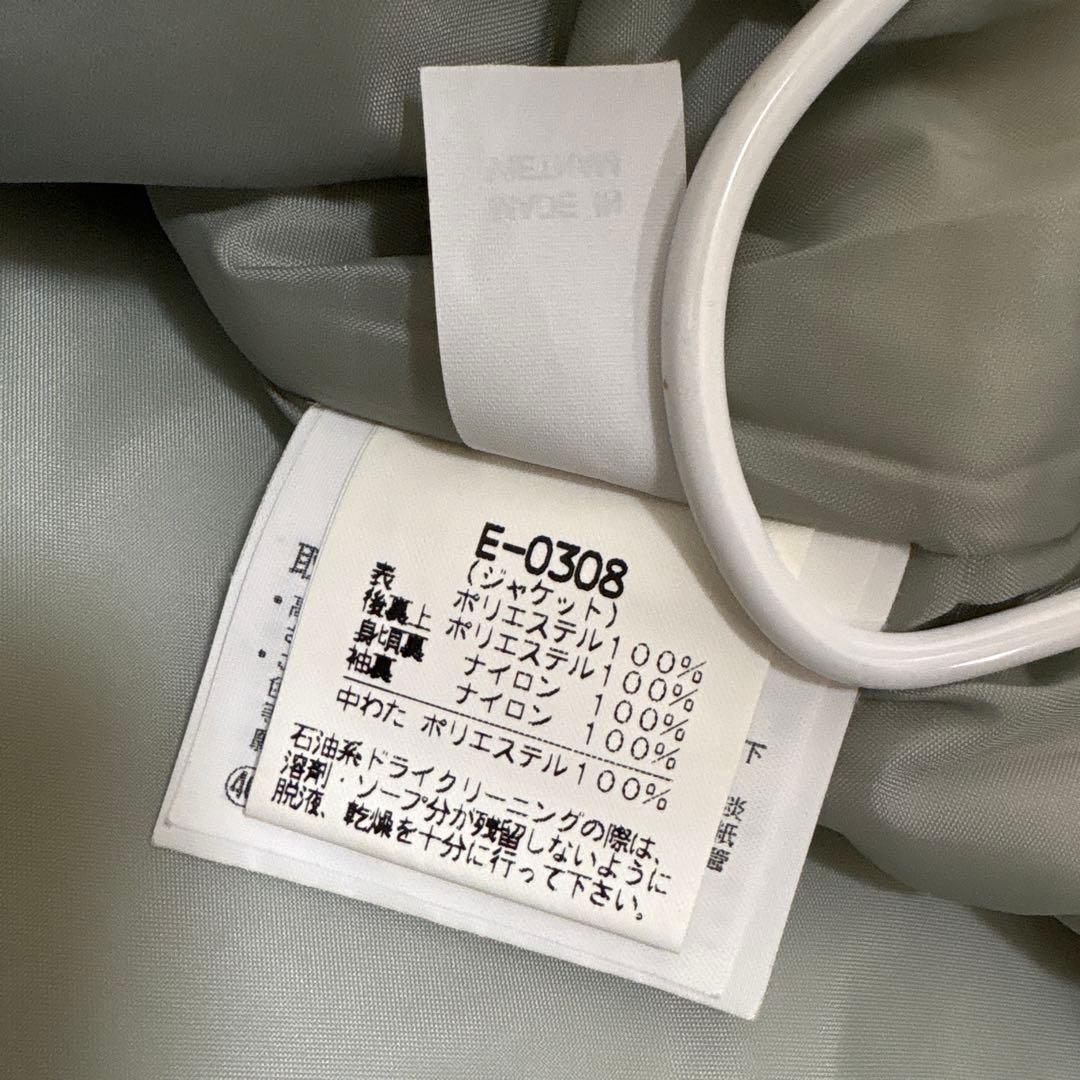 MADE IN
VIETNAM
E-0308
(ジャケット)
表 ポリエステル100%
後裏上 ポリエステル100%
身頃裏 ナイロン 100%
袖裏 ナイロン 100%
中わた ポリエステル100%
石油系ドライクリーニングの際は、
溶剤・ソープ分が残留しないように
脱液、乾燥を十分に行って下さい。
下